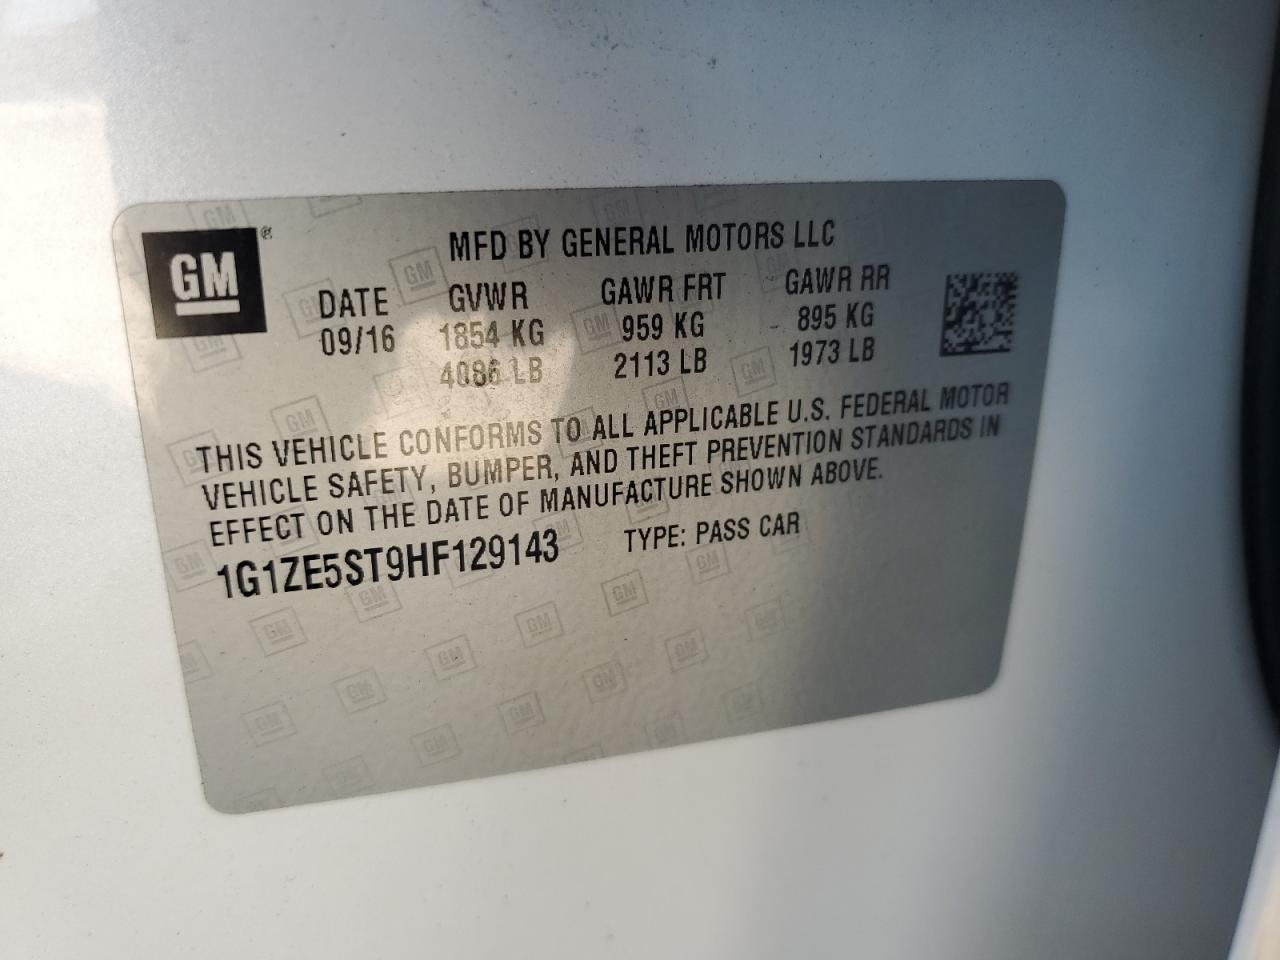 GM ®
MFD BY GENERAL MOTORS LLC
DATE GVWR GAWR FRT GAWR RR
09/16 1854 KG 959 KG 895 KG
4086 LB 2113 LB 1973 LB
THIS VEHICLE CONFORMS TO ALL APPLICABLE U.S. FEDERAL MOTOR
VEHICLE SAFETY, BUMPER, AND THEFT PREVENTION STANDARDS IN
EFFECT ON THE DATE OF MANUFACTURE SHOWN ABOVE.
1G1ZE5ST9HF129143 TYPE: PASS CAR